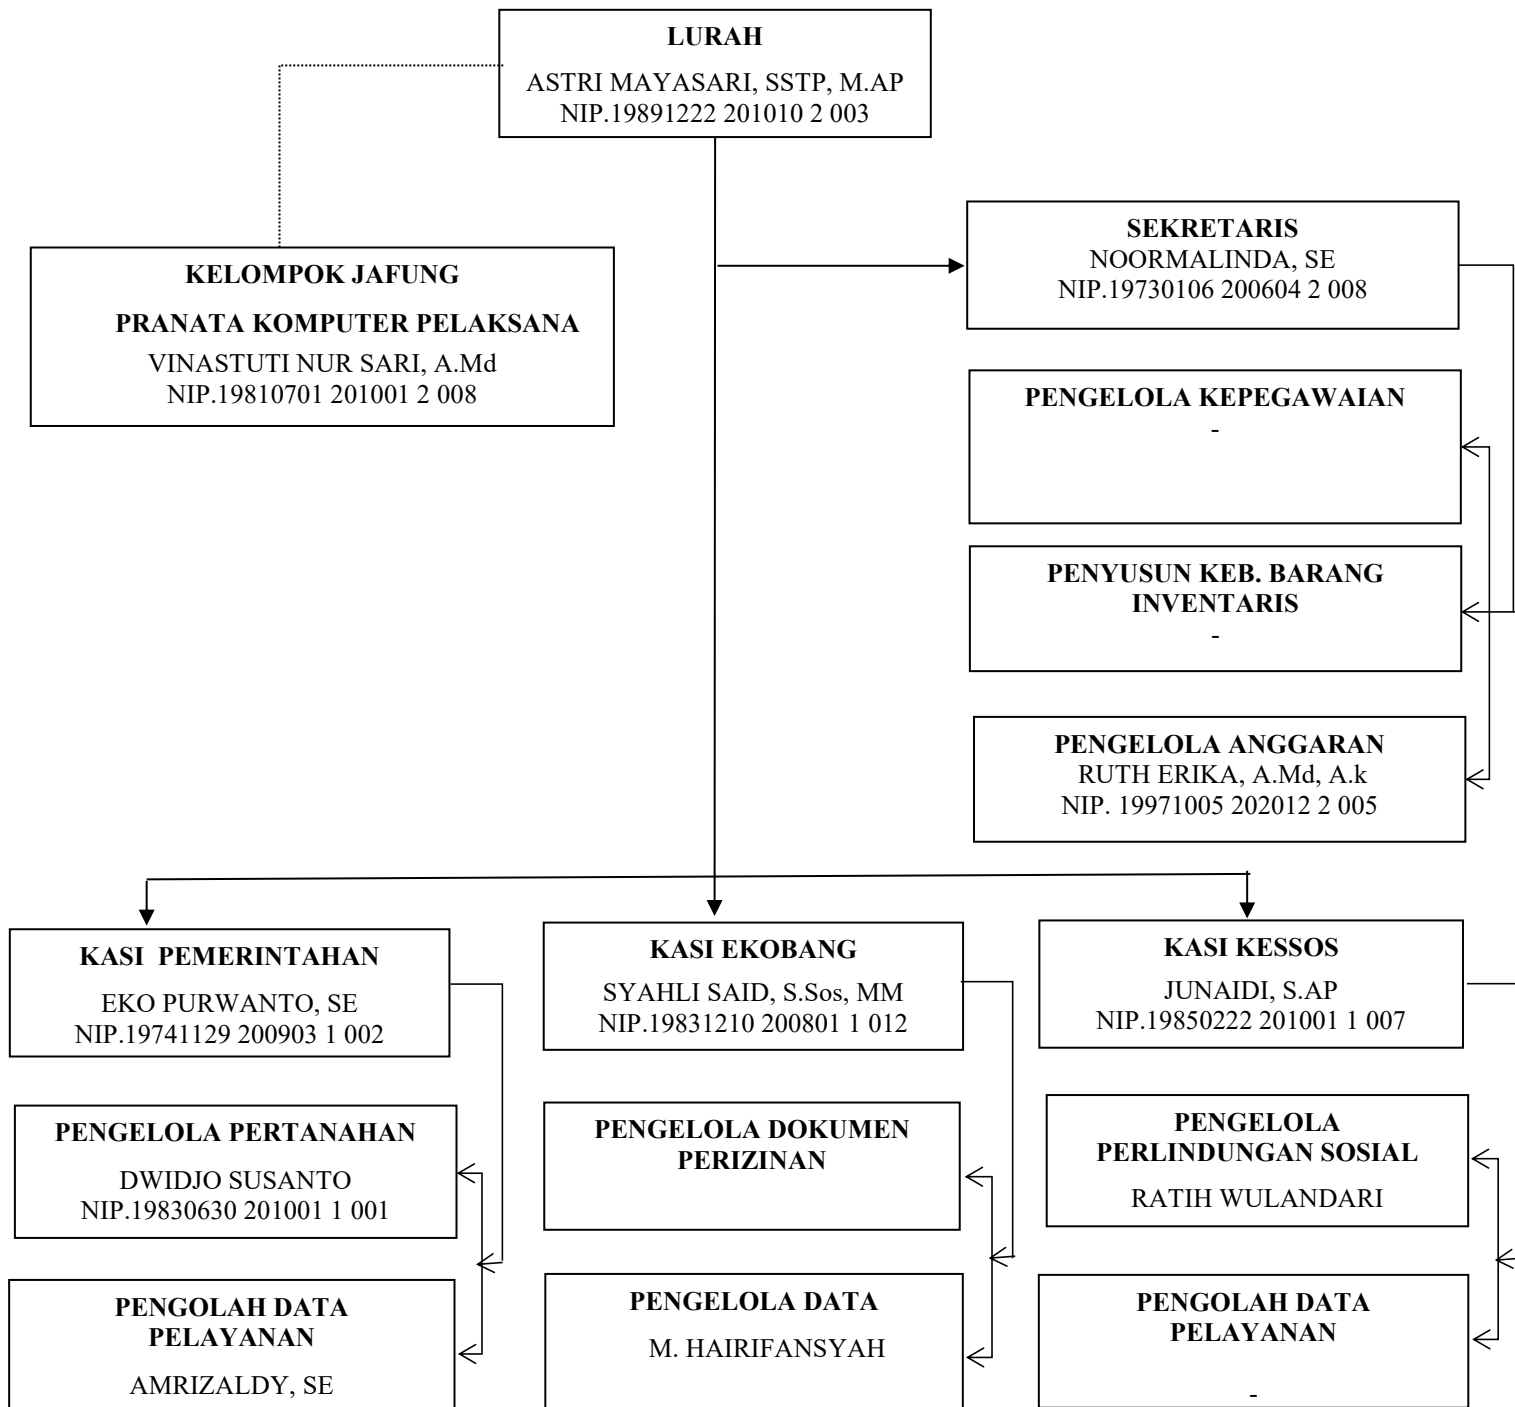 LURAH
ASTRI MAYASARI, SSTP, M.AP
NIP.19891222 201010 2 003
KELOMPOK JAFUNG
PRANATA KOMPUTER PELAKSANA
VINASTUTI NUR SARI, A.Md
NIP.19810701 201001 2 008
SEKRETARIS
NOORMALINDA, SE
NIP.19730106 200604 2 008
PENGELOLA KEPEGAWAIAN
-
PENYUSUN KEB. BARANG
INVENTARIS
-
PENGELOLA ANGGARAN
RUTH ERIKA, A.Md, A.k
NIP. 19971005 202012 2 005
KASI  PEMERINTAHAN
EKO PURWANTO, SE
NIP.19741129 200903 1 002
KASI EKOBANG
SYAHLI SAID, S.Sos, MM
NIP.19831210 200801 1 012
KASI KESSOS
JUNAIDI, S.AP
NIP.19850222 201001 1 007
PENGELOLA PERTANAHAN
DWIDJO SUSANTO
NIP.19830630 201001 1 001
PENGELOLA DOKUMEN
PERIZINAN
PENGELOLA
PERLINDUNGAN SOSIAL
RATIH WULANDARI
PENGOLAH DATA
PELAYANAN
AMRIZALDY, SE
PENGELOLA DATA
M. HAIRIFANSYAH
PENGOLAH DATA
PELAYANAN
-